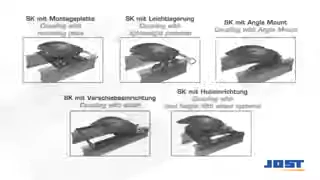 SK mit Montageplatte
Coupling with
mounting plate
SK mit Leichtlagerung
Coupling with
lightweight pedestal
SK mit Angle Mount
Coupling with Angle Mount
SK mit Verschiebeeinrichtung
Coupling with slider
SK mit Hubeinrichtung
Coupling with
JOST